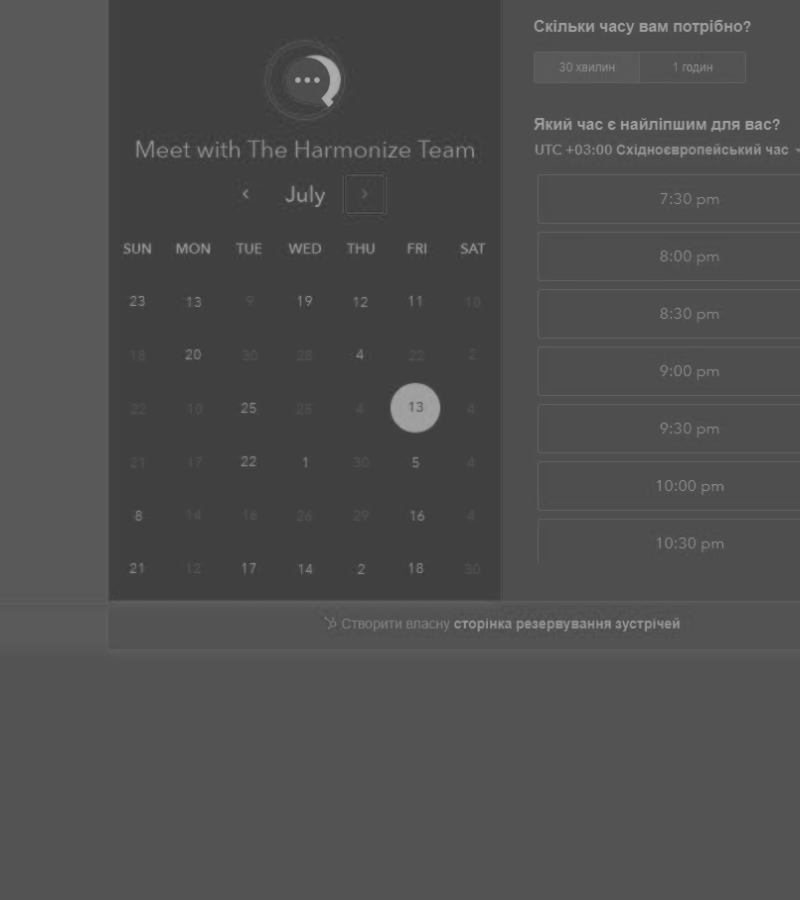 Meet with The Harmonize Team
July
SUN MON TUE WED THU FRI SAT
23 13 9 19 12 11 10
18 20 30 28 4 2
22 10 25 4 13 4
21 17 22 1 30 5 4
8 14 16 26 29 16 4
21 12 17 14 2 18 30
Скільки часу вам потрібно?
30 хвилин 1 годин
Який час є найліпшим для вас?
UTC +03:00 Східноєвропейський час
7:30 pm
8:00 pm
8:30 pm
9:00 pm
9:30 pm
10:00 pm
10:30 pm
Створити власну сторінка резервування зустрічей